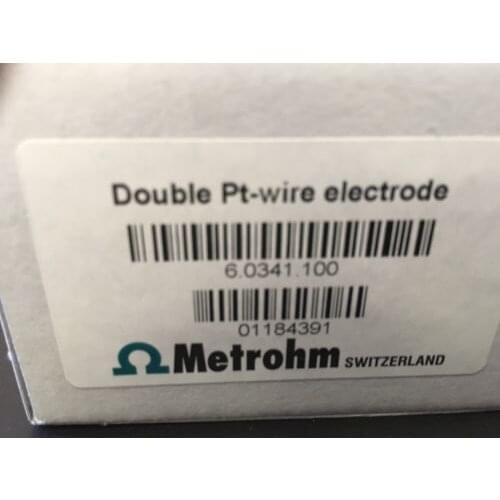 Double Pt-wire electrode
6.0341.100
01184391
Metrohm SWITZERLAND